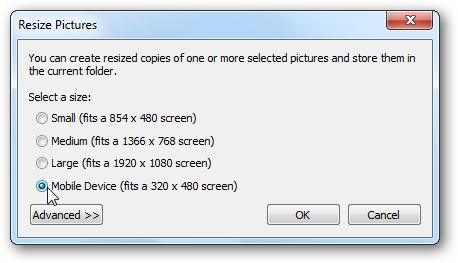 Resize Pictures
You can create resized copies of one or more selected pictures and store them in
the current folder.
Select a size:
Small (fits a 854 x 480 screen)
Medium (fits a 1366 x 768 screen)
Large (fits a 1920 x 1080 screen)
Mobile Device (fits a 320 x 480 screen)
Advanced >> OK Cancel